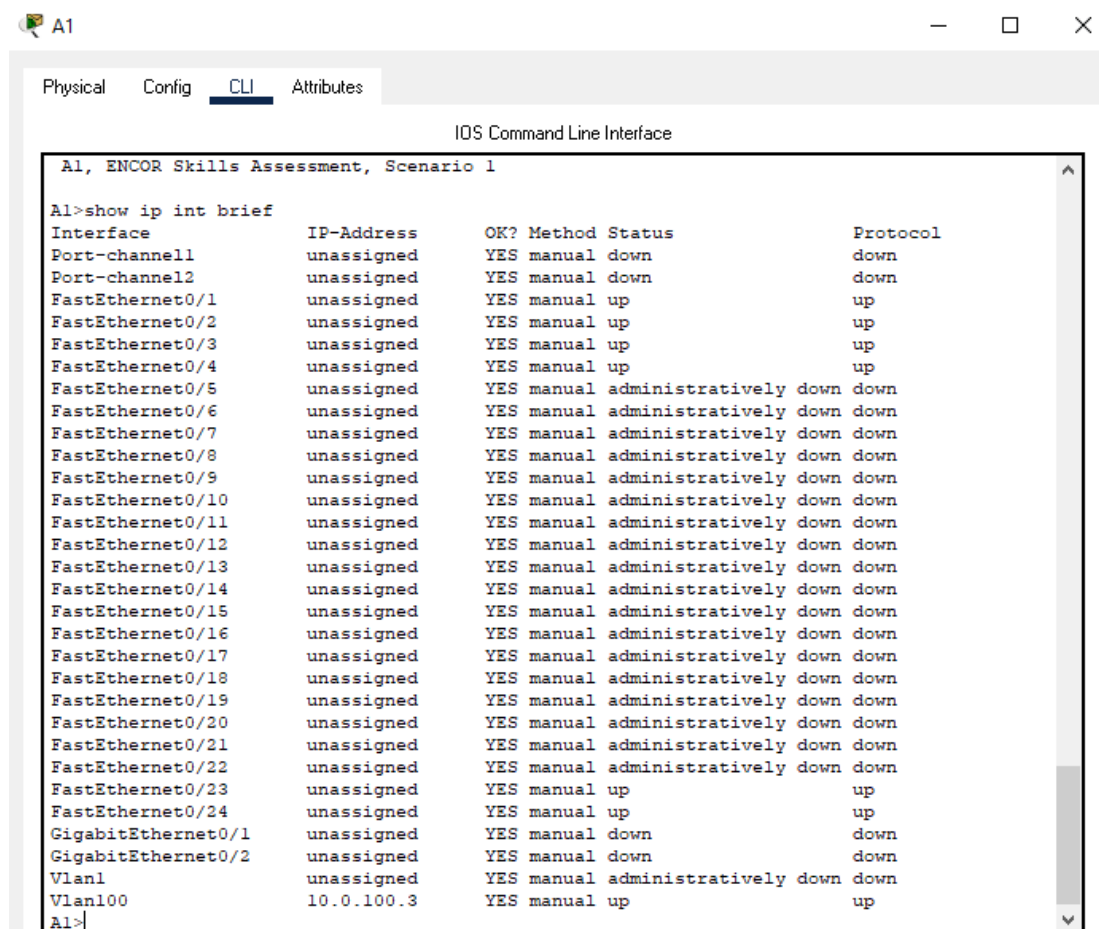 A1
Physical Config CLI Attributes
IOS Command Line Interface
A1, ENCOR Skills Assessment, Scenario 1
A1>show ip int brief
Interface IP-Address OK? Method Status Protocol
Port-channel1 unassigned YES manual down down
Port-channel2 unassigned YES manual down down
FastEthernet0/1 unassigned YES manual up up
FastEthernet0/2 unassigned YES manual up up
FastEthernet0/3 unassigned YES manual up up
FastEthernet0/4 unassigned YES manual up up
FastEthernet0/5 unassigned YES manual administratively down down
FastEthernet0/6 unassigned YES manual administratively down down
FastEthernet0/7 unassigned YES manual administratively down down
FastEthernet0/8 unassigned YES manual administratively down down
FastEthernet0/9 unassigned YES manual administratively down down
FastEthernet0/10 unassigned YES manual administratively down down
FastEthernet0/11 unassigned YES manual administratively down down
FastEthernet0/12 unassigned YES manual administratively down down
FastEthernet0/13 unassigned YES manual administratively down down
FastEthernet0/14 unassigned YES manual administratively down down
FastEthernet0/15 unassigned YES manual administratively down down
FastEthernet0/16 unassigned YES manual administratively down down
FastEthernet0/17 unassigned YES manual administratively down down
FastEthernet0/18 unassigned YES manual administratively down down
FastEthernet0/19 unassigned YES manual administratively down down
FastEthernet0/20 unassigned YES manual administratively down down
FastEthernet0/21 unassigned YES manual administratively down down
FastEthernet0/22 unassigned YES manual administratively down down
FastEthernet0/23 unassigned YES manual up up
FastEthernet0/24 unassigned YES manual up up
GigabitEthernet0/1 unassigned YES manual down down
GigabitEthernet0/2 unassigned YES manual down down
Vlan1 unassigned YES manual administratively down down
Vlan100 10.0.100.3 YES manual up up
A1>